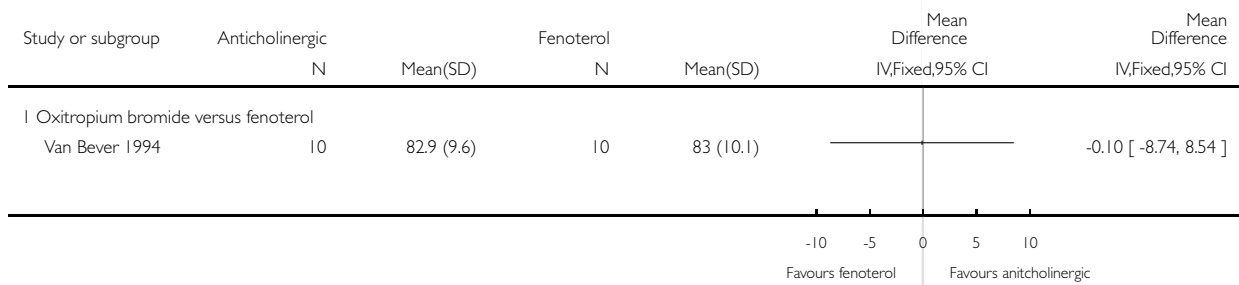 Mean Mean
Study or subgroup Anticholinergic Fenoterol Difference Difference
N Mean(SD) N Mean(SD) IV,Fixed,95% CI IV,Fixed,95% CI
1 Oxitropium bromide versus fenoterol
Van Bever 1994 10 82.9 (9.6) 10 83 (10.1) -0.10 [ -8.74, 8.54 ]
-10 -5 0 5 10
Favours fenoterol Favours anitcholinergic